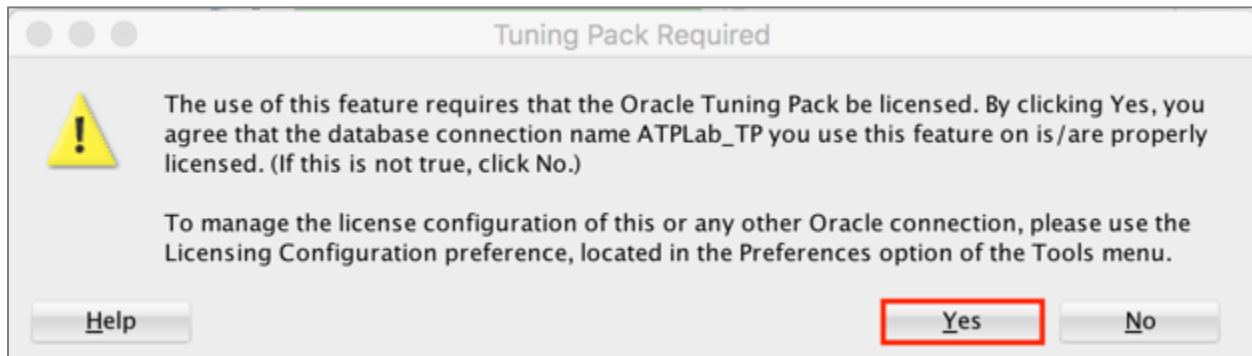 Tuning Pack Required
The use of this feature requires that the Oracle Tuning Pack be licensed. By clicking Yes, you
agree that the database connection name ATPLab_TP you use this feature on is/are properly
licensed. (If this is not true, click No.)
To manage the license configuration of this or any other Oracle connection, please use the
Licensing Configuration preference, located in the Preferences option of the Tools menu.
Help Yes No